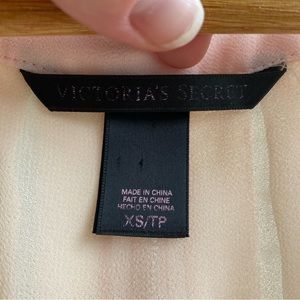 VICTORIA'S SECRET
MADE IN CHINA
FAIT EN CHINE
HECHO EN CHINA
XS/TP